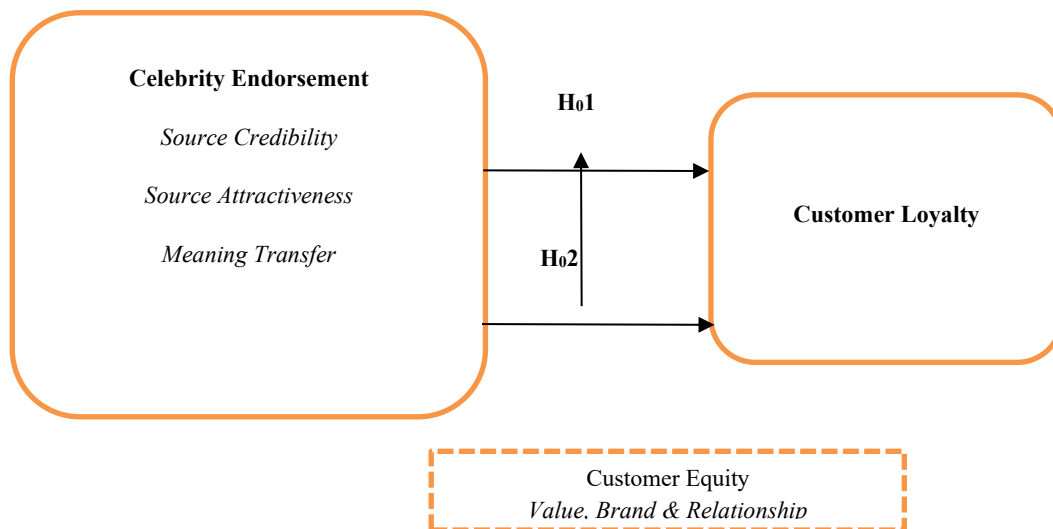 Celebrity Endorsement
Source Credibility
Source Attractiveness
Meaning Transfer
H₀1
H₀2
Customer Loyalty
Customer Equity
Value, Brand & Relationship